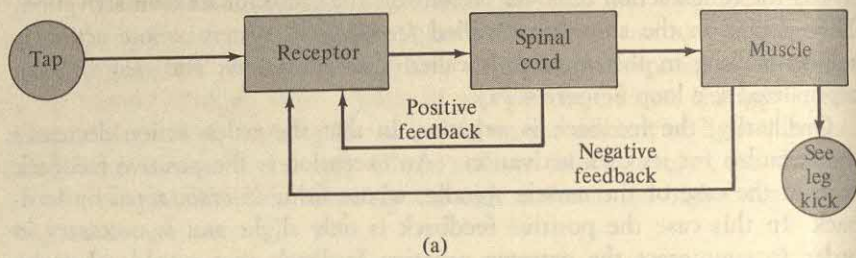 Tap
Receptor
Spinal
cord
Muscle
Positive
feedback
Negative
feedback
See
leg
kick
(a)